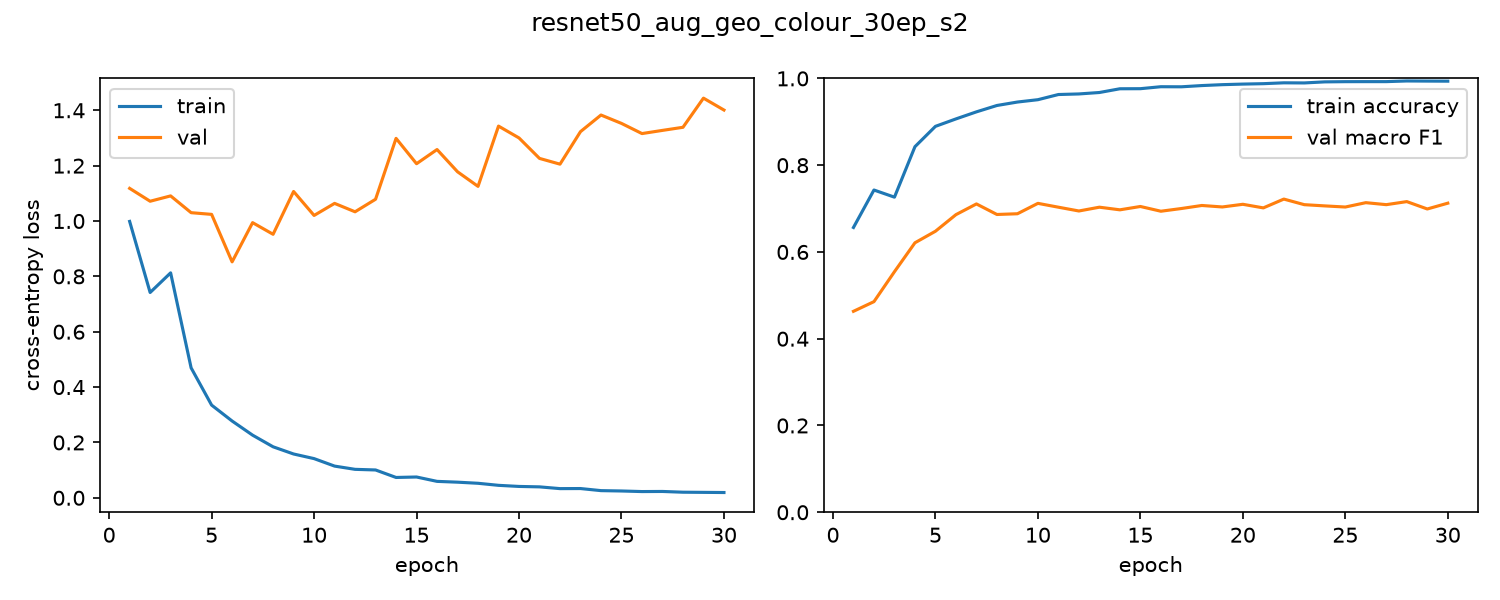 resnet50_aug_geo_colour_30ep_s2
cross-entropy loss
1.4
1.2
1.0
0.8
0.6
0.4
0.2
0.0
train
val
0 5 10 15 20 25 30
epoch
1.0
0.8
0.6
0.4
0.2
0.0
train accuracy
val macro F1
0 5 10 15 20 25 30
epoch